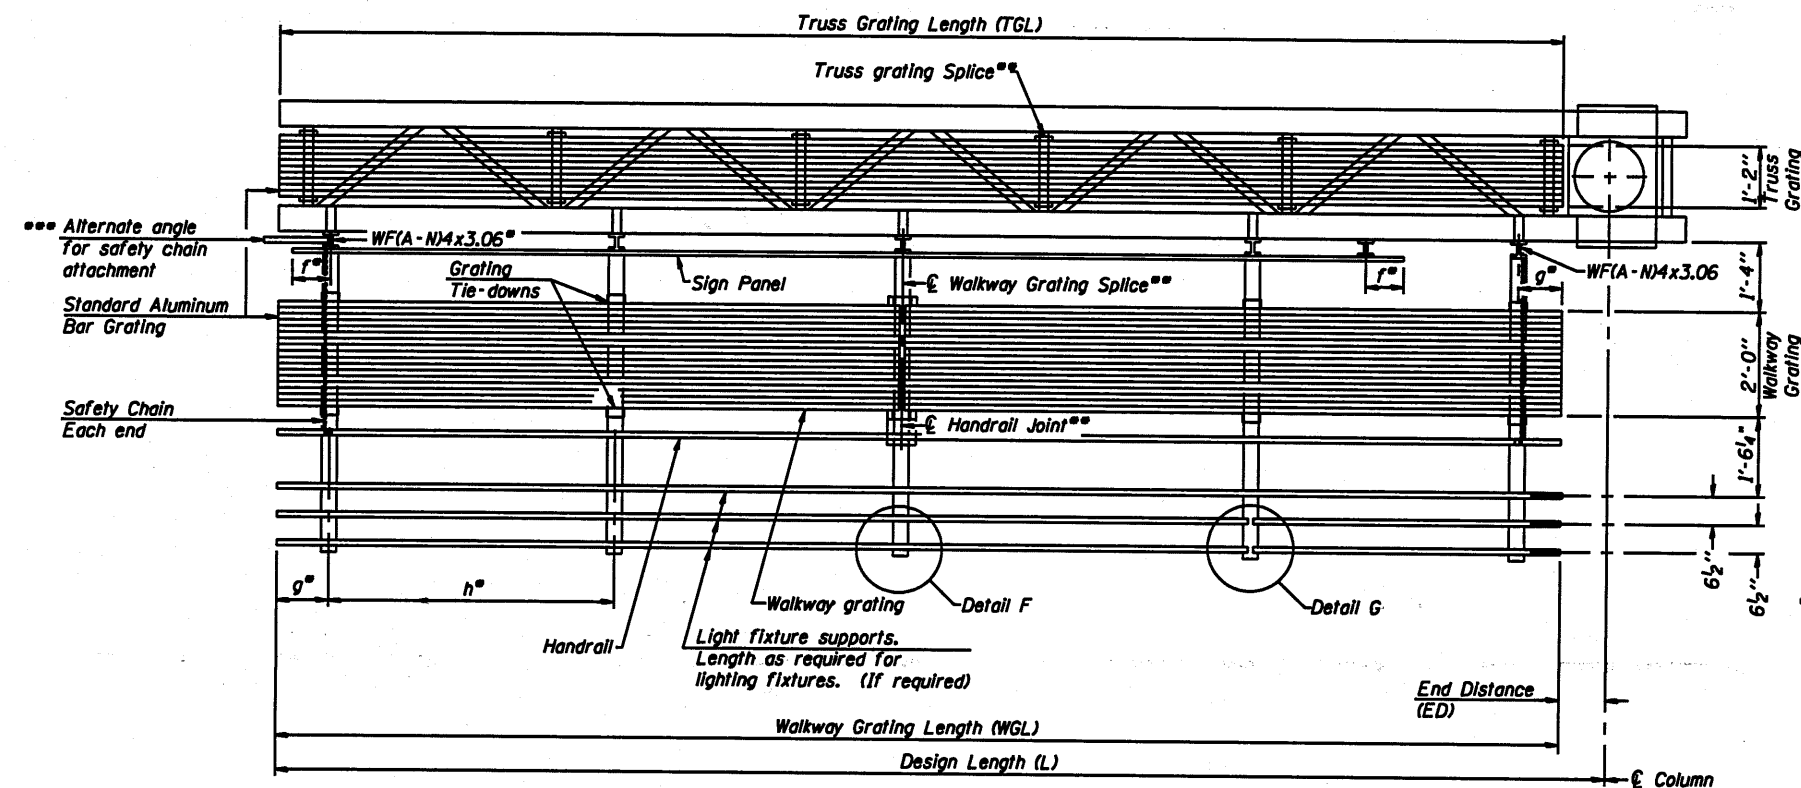 Truss Grating Length (TGL)
Truss grating Splice**
1'-2"
Truss
Grating
*** Alternate angle
for safety chain
attachment
WF(A-N)4x3.06*
f*
Grating
Tie-downs
Sign Panel
℄ Walkway Grating Splice**
f*
g*
WF(A-N)4x3.06
1'-4"
Standard Aluminum
Bar Grating
2'-0"
Walkway
Grating
Safety Chain
Each end
℄ Handrail Joint**
1'-6¼"
6½"
6½"
g*
h*
Walkway grating
Detail F
Detail G
Handrail
Light fixture supports.
Length as required for
lighting fixtures. (If required)
End Distance
(ED)
Walkway Grating Length (WGL)
Design Length (L)
℄ Column